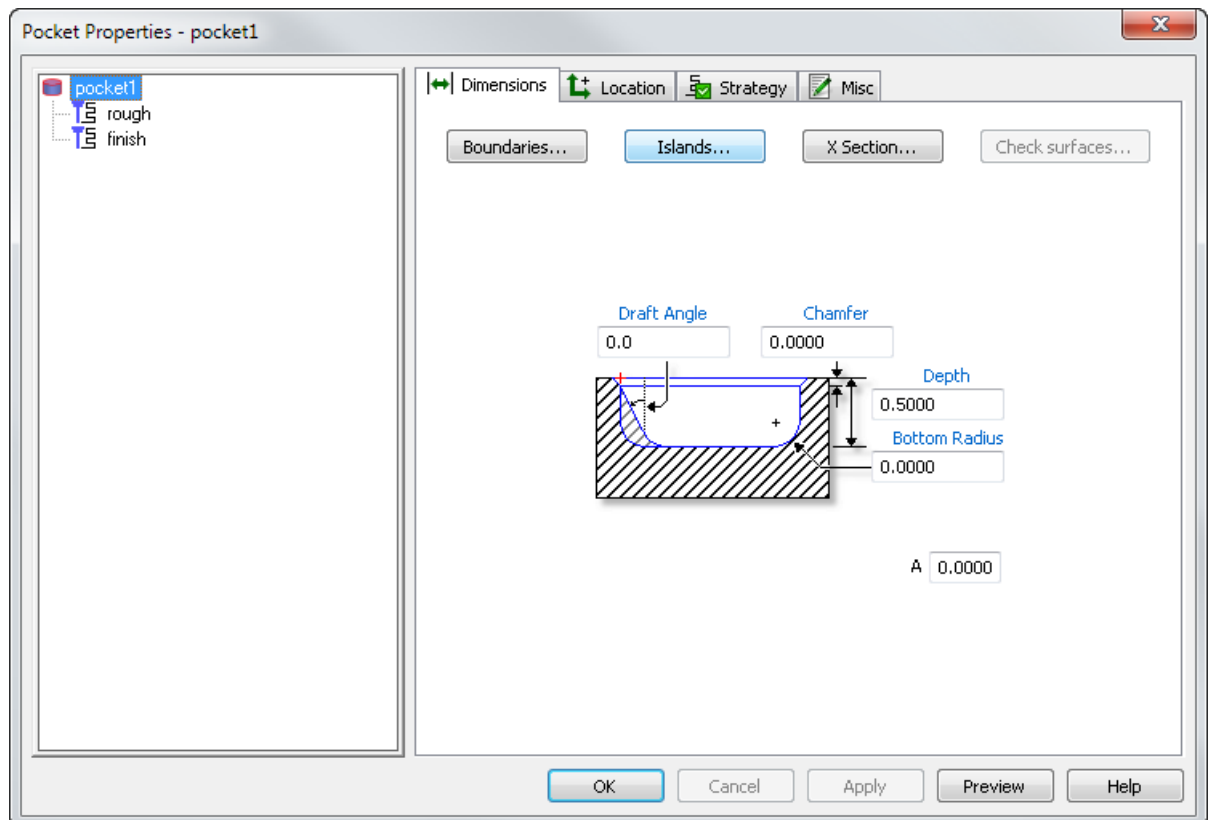 Pocket Properties - pocket1
pocket1
rough
finish
Dimensions Location Strategy Misc
Boundaries... Islands... X Section... Check surfaces...
Draft Angle Chamfer
0.0 0.0000
Depth
0.5000
Bottom Radius
0.0000
A 0.0000
OK Cancel Apply Preview Help